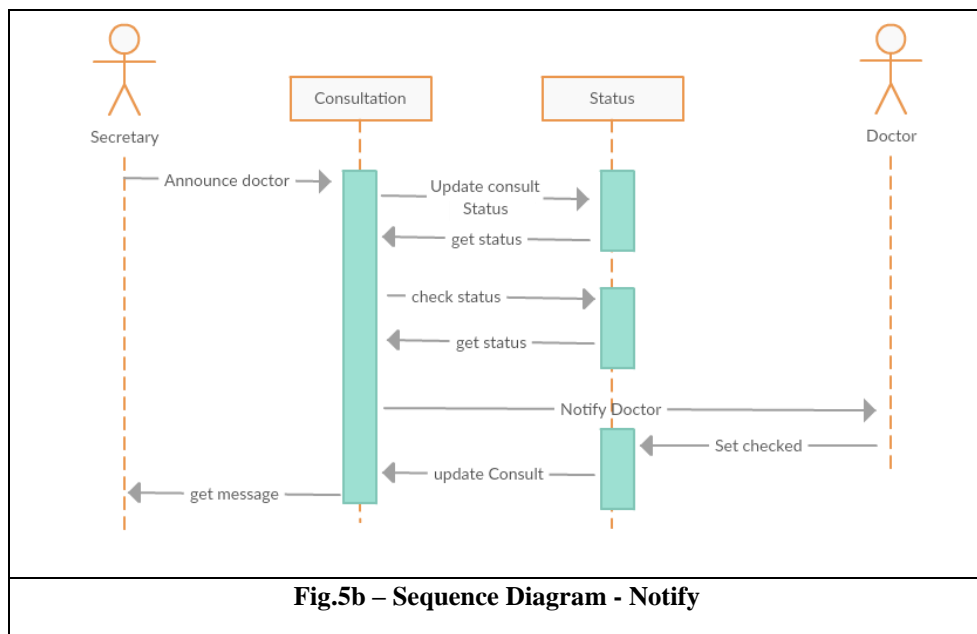 Consultation
Status
Secretary
Doctor
Announce doctor
Update consult
Status
get status
check status
get status
Notify Doctor
Set checked
update Consult
get message
Fig.5b – Sequence Diagram - Notify